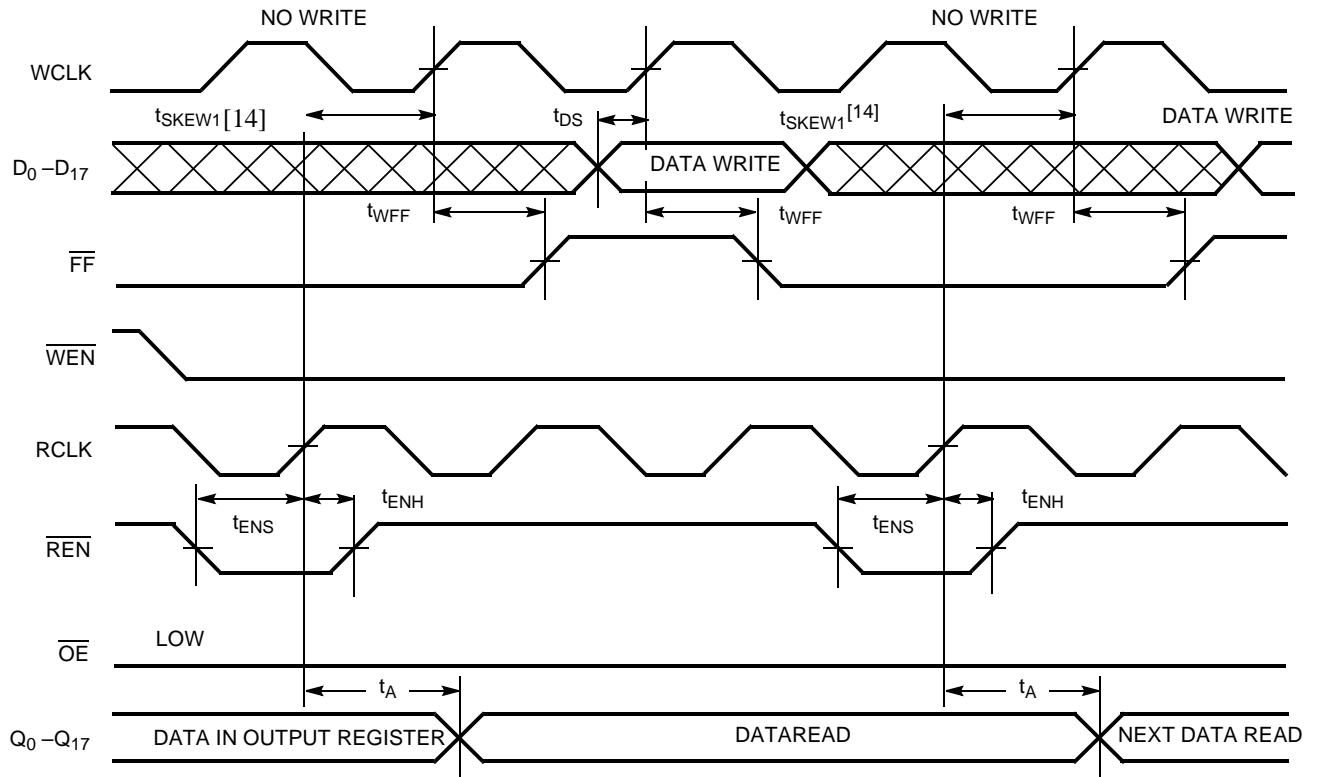 NO WRITE NO WRITE
WCLK
tSKEW1[14] tDS tSKEW1[14] DATA WRITE
D0 –D17 DATA WRITE
tWFF tWFF tWFF
FF
WEN
RCLK
tENH tENH
tENS tENS
REN
LOW
OE
tA tA
Q0 –Q17 DATA IN OUTPUT REGISTER DATAREAD NEXT DATA READ